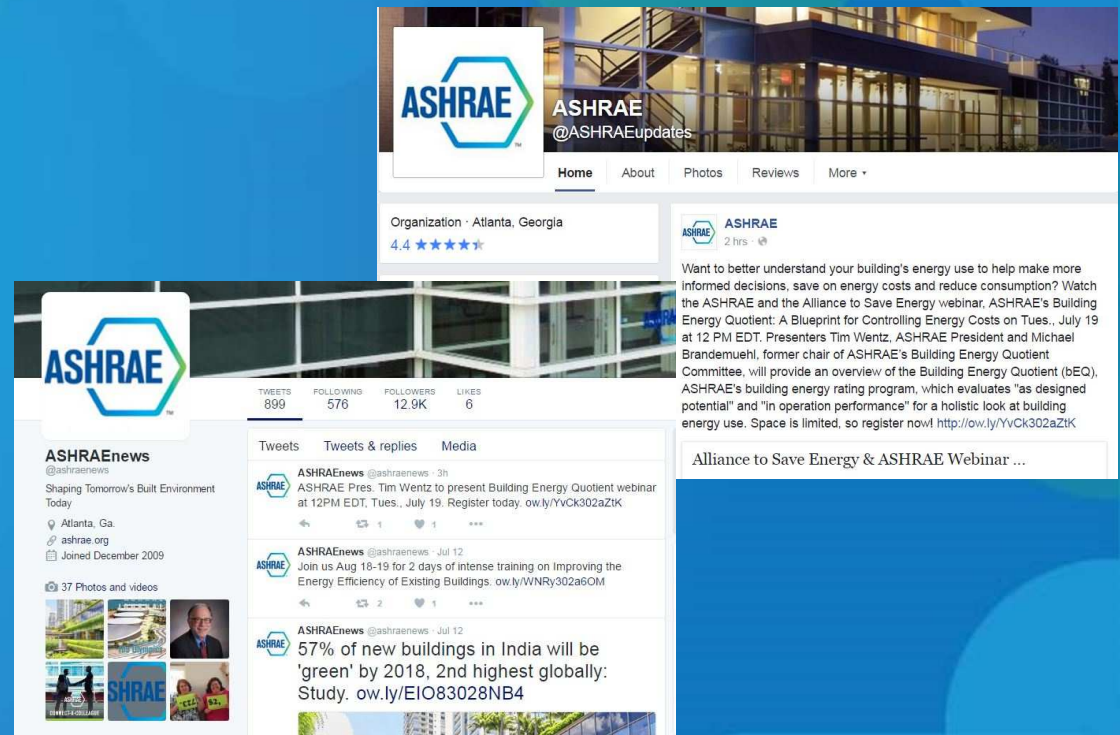 ASHRAE
TM
ASHRAE
@ASHRAEupdates
Home About Photos Reviews More
Organization · Atlanta, Georgia
4.4
ASHRAE
ASHRAE
2 hrs ·
Want to better understand your building's energy use to help make more
informed decisions, save on energy costs and reduce consumption? Watch
the ASHRAE and the Alliance to Save Energy webinar, ASHRAE's Building
Energy Quotient: A Blueprint for Controlling Energy Costs on Tues., July 19
at 12 PM EDT. Presenters Tim Wentz, ASHRAE President and Michael
Brandemuehl, former chair of ASHRAE's Building Energy Quotient
Committee, will provide an overview of the Building Energy Quotient (bEQ),
ASHRAE's building energy rating program, which evaluates "as designed
potential" and "in operation performance" for a holistic look at building
energy use. Space is limited, so register now! http://ow.ly/YvCk302aZtK
Alliance to Save Energy & ASHRAE Webinar ...
ASHRAE
TM
TWEETS FOLLOWING FOLLOWERS LIKES
899 576 12.9K 6
ASHRAEnews
@ashraenews
Shaping Tomorrow's Built Environment
Today
Atlanta, Ga.
ashrae.org
Joined December 2009
37 Photos and videos
SHRAE
CONNECT-A-COLLEAGUE
Tweets Tweets & replies Media
ASHRAE
ASHRAEnews @ashraenews · 3h
ASHRAE Pres. Tim Wentz to present Building Energy Quotient webinar
at 12PM EDT, Tues., July 19. Register today. ow.ly/YvCk302aZtK
1 1
ASHRAE
ASHRAEnews @ashraenews · Jul 12
Join us Aug 18-19 for 2 days of intense training on Improving the
Energy Efficiency of Existing Buildings. ow.ly/WNRy302a6OM
2 1
ASHRAE
ASHRAEnews @ashraenews · Jul 12
57% of new buildings in India will be
'green' by 2018, 2nd highest globally:
Study. ow.ly/EIO83028NB4